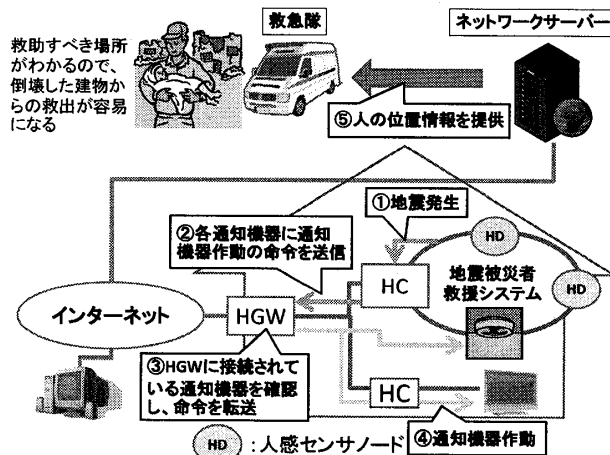 救急隊
ネットワークサーバー
救助すべき場所
がわかるので、
倒壊した建物か
らの救出が容易
になる
⑤人の位置情報を提供
①地震発生
②各通知機器に通知
機器作動の命令を送信
HD
HC
地震被災者
救援システム
HD
インターネット
HGW
③HGWに接続されて
いる通知機器を確認
し、命令を転送
HC
④通知機器作動
HD
:人感センサノード